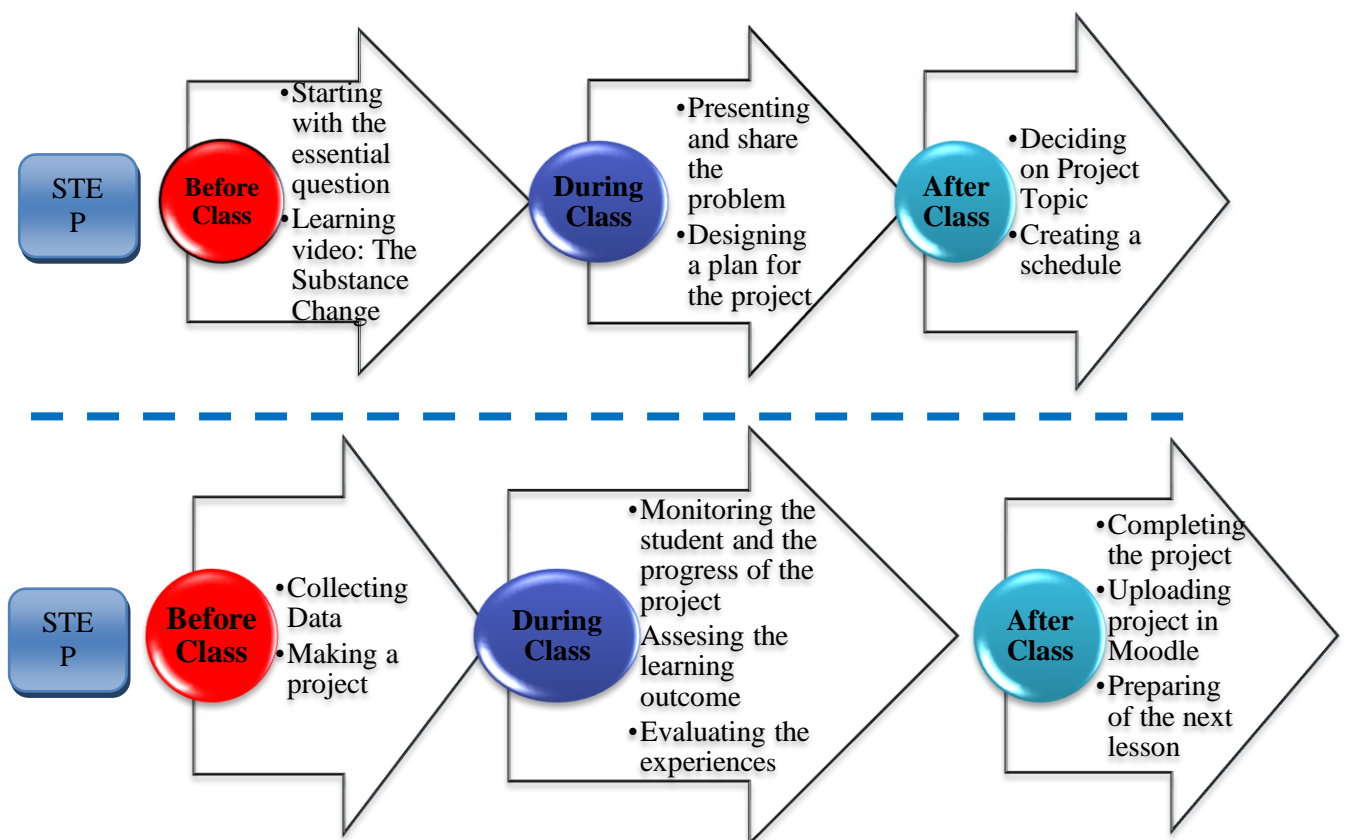 STE
P
Before
Class
•Starting
with the
essential
question
•Learning
video: The
Substance
Change
During
Class
•Presenting
and share
the
problem
•Designing
a plan for
the project
After
Class
•Deciding
on Project
Topic
•Creating a
schedule
STE
P
Before
Class
•Collecting
Data
•Making a
project
During
Class
•Monitoring the
student and the
progress of the
project
•Assesing the
learning
outcome
•Evaluating the
experiences
After
Class
•Completing
the project
•Uploading
project in
Moodle
•Preparing
of the next
lesson